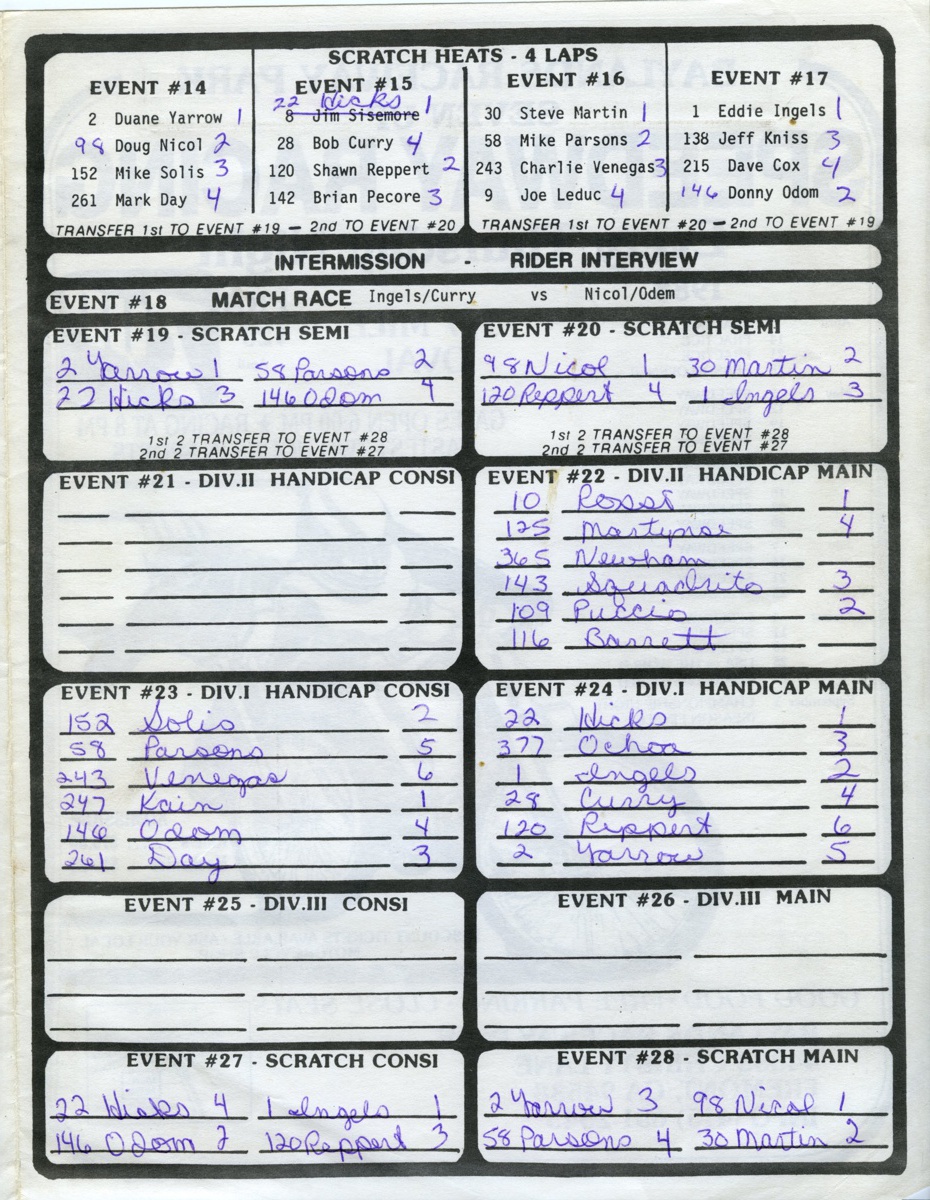 SCRATCH HEATS - 4 LAPS
EVENT #14
2 Duane Yarrow 1
98 Doug Nicol 2
152 Mike Solis 3
261 Mark Day 4
EVENT #15
22 Hicks 1
8 Jim Sisemore
28 Bob Curry 4
120 Shawn Reppert 2
142 Brian Pecore 3
TRANSFER 1st TO EVENT #19 — 2nd TO EVENT #20
EVENT #16
30 Steve Martin 1
58 Mike Parsons 2
243 Charlie Venegas 3
9 Joe Leduc 4
EVENT #17
1 Eddie Ingels 1
138 Jeff Kniss 3
215 Dave Cox 4
146 Donny Odom 2
TRANSFER 1st TO EVENT #20 — 2nd TO EVENT #19
INTERMISSION - RIDER INTERVIEW
EVENT #18 MATCH RACE Ingels/Curry vs Nicol/Odem
EVENT #19 - SCRATCH SEMI
2 Yarrow 1 58 Parsons 2
22 Hicks 3 146 Odom 4
1st 2 TRANSFER TO EVENT #28
2nd 2 TRANSFER TO EVENT #27
EVENT #20 - SCRATCH SEMI
98 Nicol 1 30 Martin 2
120 Reppert 4 1 Ingels 3
1st 2 TRANSFER TO EVENT #28
2nd 2 TRANSFER TO EVENT #27
EVENT #21 - DIV.II HANDICAP CONSI
EVENT #22 - DIV.II HANDICAP MAIN
10 Rossi 1
125 4
365 Newham
143 Squadrito 3
109 Puccio 2
116 Barrett
EVENT #23 - DIV.I HANDICAP CONSI
152 Solis 2
58 Parsons 5
243 Venegas 6
247 Kain 1
146 Odom 4
261 Day 3
EVENT #24 - DIV.I HANDICAP MAIN
22 Hicks 1
377 Ochoa 3
1 Ingels 2
28 Curry 4
120 Reppert 6
2 Yarrow 5
EVENT #25 - DIV.III CONSI
EVENT #26 - DIV.III MAIN
EVENT #27 - SCRATCH CONSI
22 Hicks 4 1 Ingels 1
146 Odom 2 120 Reppert 3
EVENT #28 - SCRATCH MAIN
2 Yarrow 3 98 Nicol 1
58 Parsons 4 30 Martin 2